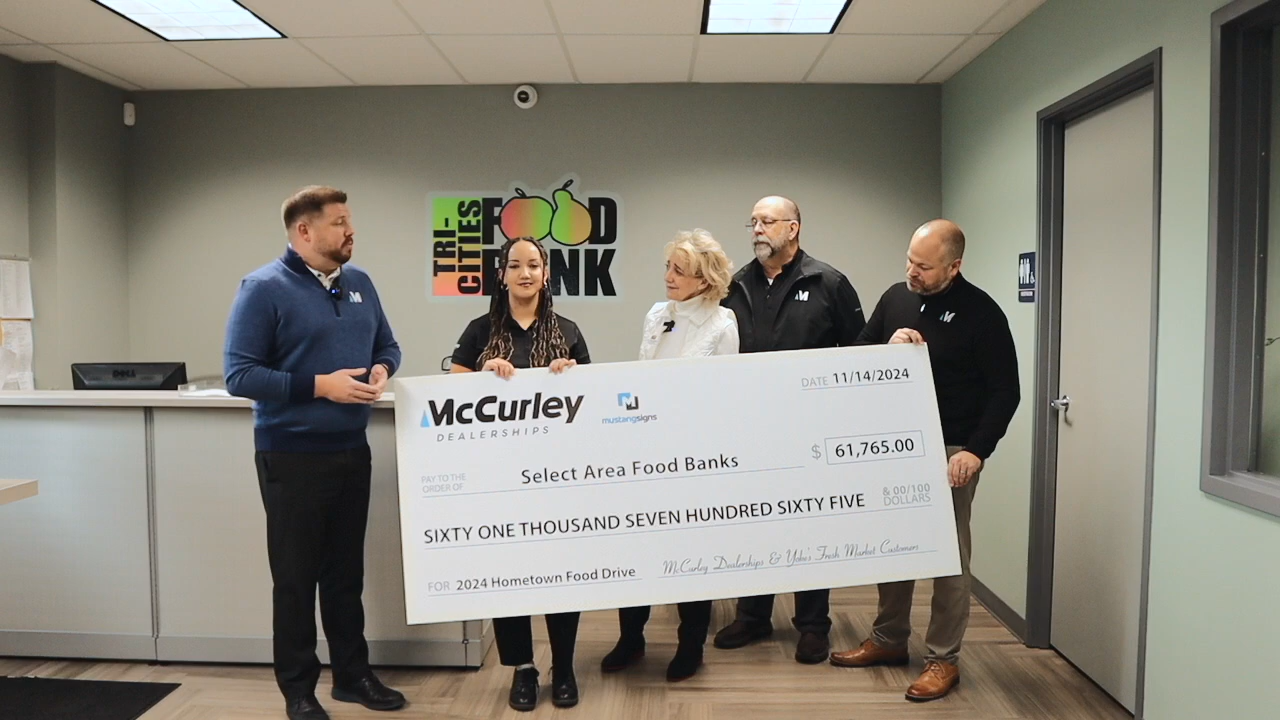 TRI-
CITIES
FOOD
BANK
DELL
McCurley
DEALERSHIPS
mustangsigns
DATE 11/14/2024
PAY TO THE
ORDER OF
Select Area Food Banks
$ 61,765.00
SIXTY ONE THOUSAND SEVEN HUNDRED SIXTY FIVE
& 00/100
DOLLARS
FOR 2024 Hometown Food Drive
McCurley Dealerships & Yoke's Fresh Market Customers
M
M
M